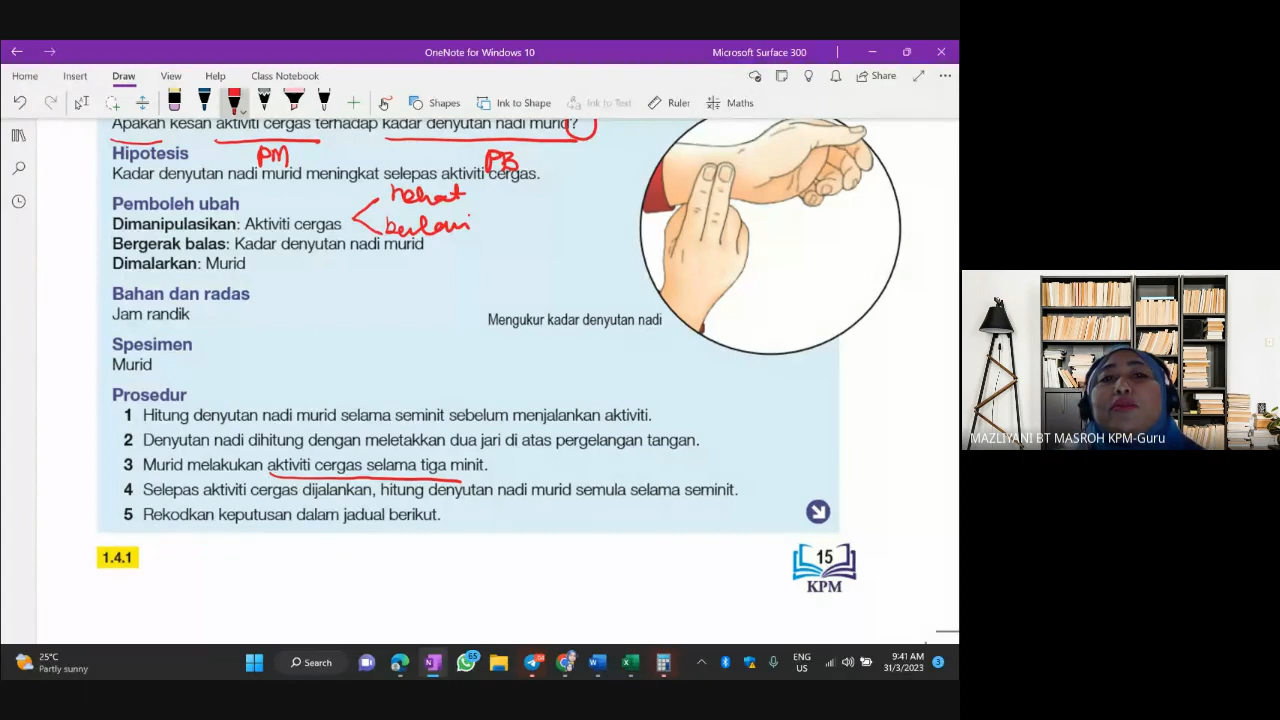 OneNote for Windows 10
Microsoft Surface 300
Home Insert Draw View Help Class Notebook
Share
Shapes Ink to Shape Ink to Text Ruler Maths
Apakah kesan aktiviti cergas terhadap kadar denyutan nadi murid?
PM
PB
Hipotesis
Kadar denyutan nadi murid meningkat selepas aktiviti cergas.
rehat
Pemboleh ubah
Dimanipulasikan: Aktiviti cergas
berlari
Bergerak balas: Kadar denyutan nadi murid
Dimalarkan: Murid
Bahan dan radas
Jam randik
Mengukur kadar denyutan nadi
Spesimen
Murid
Prosedur
1 Hitung denyutan nadi murid selama seminit sebelum menjalankan aktiviti.
2 Denyutan nadi dihitung dengan meletakkan dua jari di atas pergelangan tangan.
3 Murid melakukan aktiviti cergas selama tiga minit.
4 Selepas aktiviti cergas dijalankan, hitung denyutan nadi murid semula selama seminit.
5 Rekodkan keputusan dalam jadual berikut.
1.4.1
15
KPM
MAZLIYANI BT MASROH KPM-Guru
25°C
Partly sunny
Search
65
ENG
US
9:41 AM
31/3/2023
3